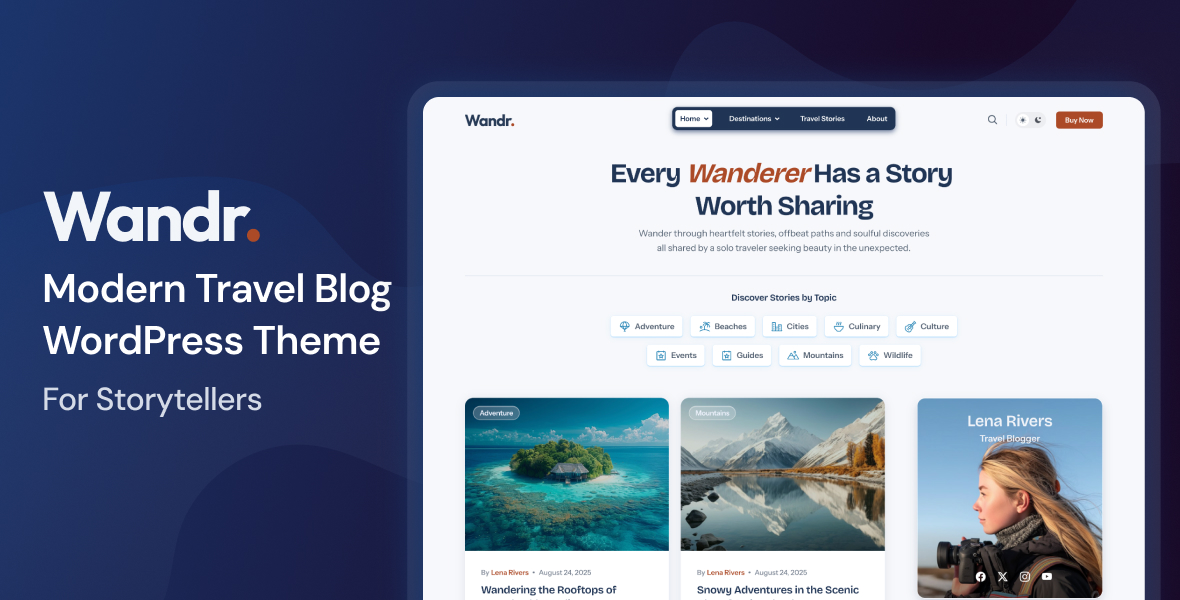 Wandr.
Modern Travel Blog
WordPress Theme
For Storytellers
Wandr.
Home
Destinations
Travel Stories
About
Buy Now
Every Wanderer Has a Story
Worth Sharing
Wander through heartfelt stories, offbeat paths and soulful discoveries
all shared by a solo traveler seeking beauty in the unexpected.
Discover Stories by Topic
Adventure
Beaches
Cities
Culinary
Culture
Events
Guides
Mountains
Wildlife
Adventure
By Lena Rivers • August 24, 2025
Wandering the Rooftops of
Mountains
By Lena Rivers • August 24, 2025
Snowy Adventures in the Scenic
Lena Rivers
Travel Blogger